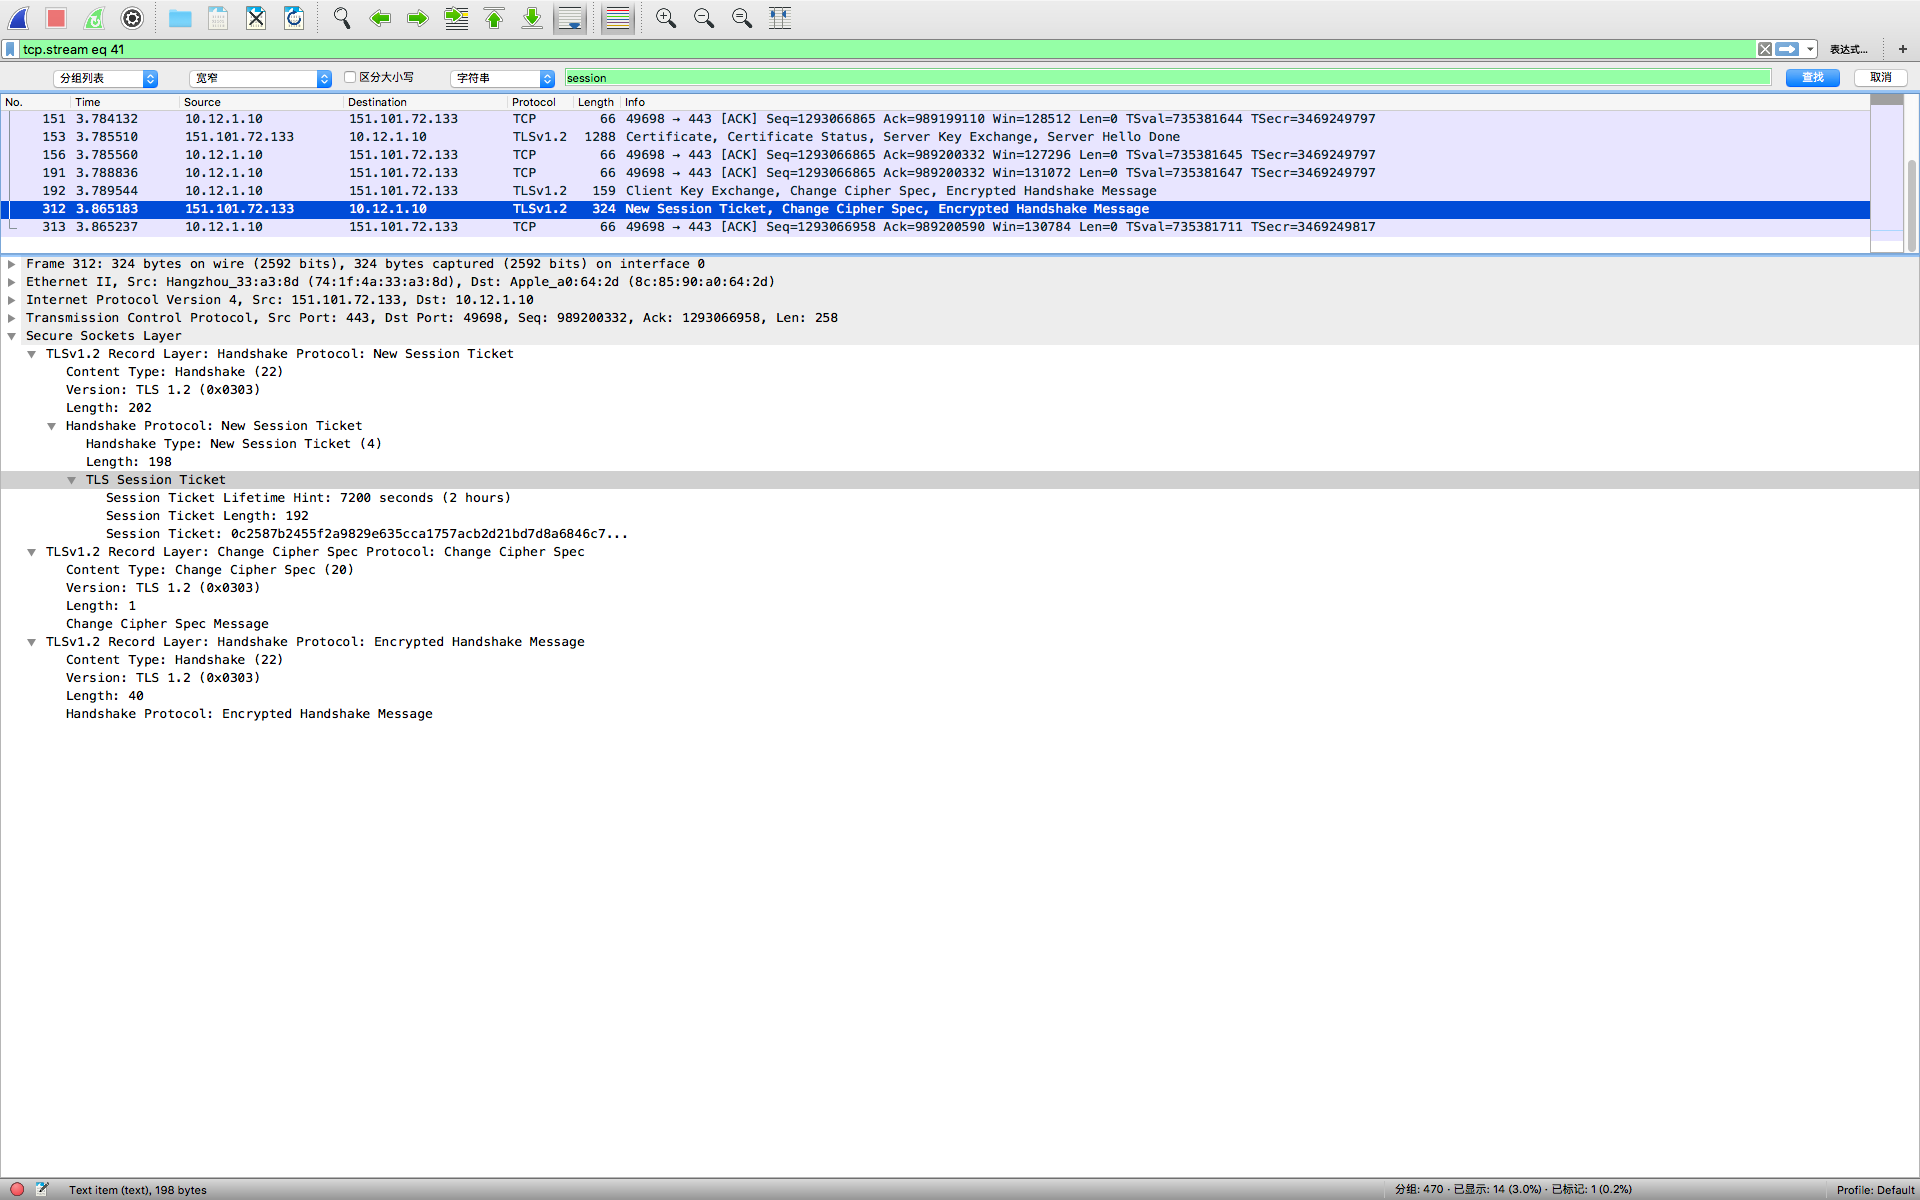 tcp.stream eq 41
表达式…
+
分组列表
宽窄
区分大小写
字符串
session
查找
取消
No. Time Source Destination Protocol Length Info
151 3.784132 10.12.1.10 151.101.72.133 TCP 66 49698 → 443 [ACK] Seq=1293066865 Ack=989199110 Win=128512 Len=0 TSval=735381644 TSecr=3469249797
153 3.785510 151.101.72.133 10.12.1.10 TLSv1.2 1288 Certificate, Certificate Status, Server Key Exchange, Server Hello Done
156 3.785560 10.12.1.10 151.101.72.133 TCP 66 49698 → 443 [ACK] Seq=1293066865 Ack=989200332 Win=127296 Len=0 TSval=735381645 TSecr=3469249797
191 3.788836 10.12.1.10 151.101.72.133 TCP 66 49698 → 443 [ACK] Seq=1293066865 Ack=989200332 Win=131072 Len=0 TSval=735381647 TSecr=3469249797
192 3.789544 10.12.1.10 151.101.72.133 TLSv1.2 159 Client Key Exchange, Change Cipher Spec, Encrypted Handshake Message
312 3.865183 151.101.72.133 10.12.1.10 TLSv1.2 324 New Session Ticket, Change Cipher Spec, Encrypted Handshake Message
313 3.865237 10.12.1.10 151.101.72.133 TCP 66 49698 → 443 [ACK] Seq=1293066958 Ack=989200590 Win=130784 Len=0 TSval=735381711 TSecr=3469249817
Frame 312: 324 bytes on wire (2592 bits), 324 bytes captured (2592 bits) on interface 0
Ethernet II, Src: Hangzhou_33:a3:8d (74:1f:4a:33:a3:8d), Dst: Apple_a0:64:2d (8c:85:90:a0:64:2d)
Internet Protocol Version 4, Src: 151.101.72.133, Dst: 10.12.1.10
Transmission Control Protocol, Src Port: 443, Dst Port: 49698, Seq: 989200332, Ack: 1293066958, Len: 258
Secure Sockets Layer
TLSv1.2 Record Layer: Handshake Protocol: New Session Ticket
Content Type: Handshake (22)
Version: TLS 1.2 (0x0303)
Length: 202
Handshake Protocol: New Session Ticket
Handshake Type: New Session Ticket (4)
Length: 198
TLS Session Ticket
Session Ticket Lifetime Hint: 7200 seconds (2 hours)
Session Ticket Length: 192
Session Ticket: 0c2587b2455f2a9829e635cca1757acb2d21bd7d8a6846c7...
TLSv1.2 Record Layer: Change Cipher Spec Protocol: Change Cipher Spec
Content Type: Change Cipher Spec (20)
Version: TLS 1.2 (0x0303)
Length: 1
Change Cipher Spec Message
TLSv1.2 Record Layer: Handshake Protocol: Encrypted Handshake Message
Content Type: Handshake (22)
Version: TLS 1.2 (0x0303)
Length: 40
Handshake Protocol: Encrypted Handshake Message
Text item (text), 198 bytes
分组: 470 · 已显示: 14 (3.0%) · 已标记: 1 (0.2%)
Profile: Default